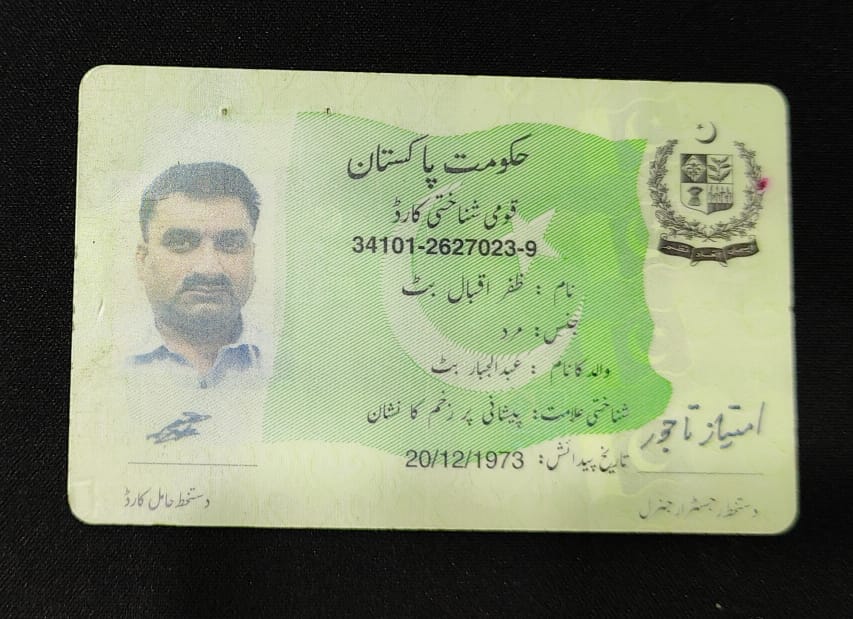 حکومت پاکستان
قومی شناختی کارڈ
34101-2627023-9
نام : ظفر اقبال بٹ
جنس: مرد
والد کا نام : عبدالجبار بٹ
شناختی علامت: پیشانی پر زخم کا نشان
تاریخ پیدائش: 20/12/1973
امتیاز تاجور
دستخط حامل کارڈ
دستخط رجسٹرار جنرل